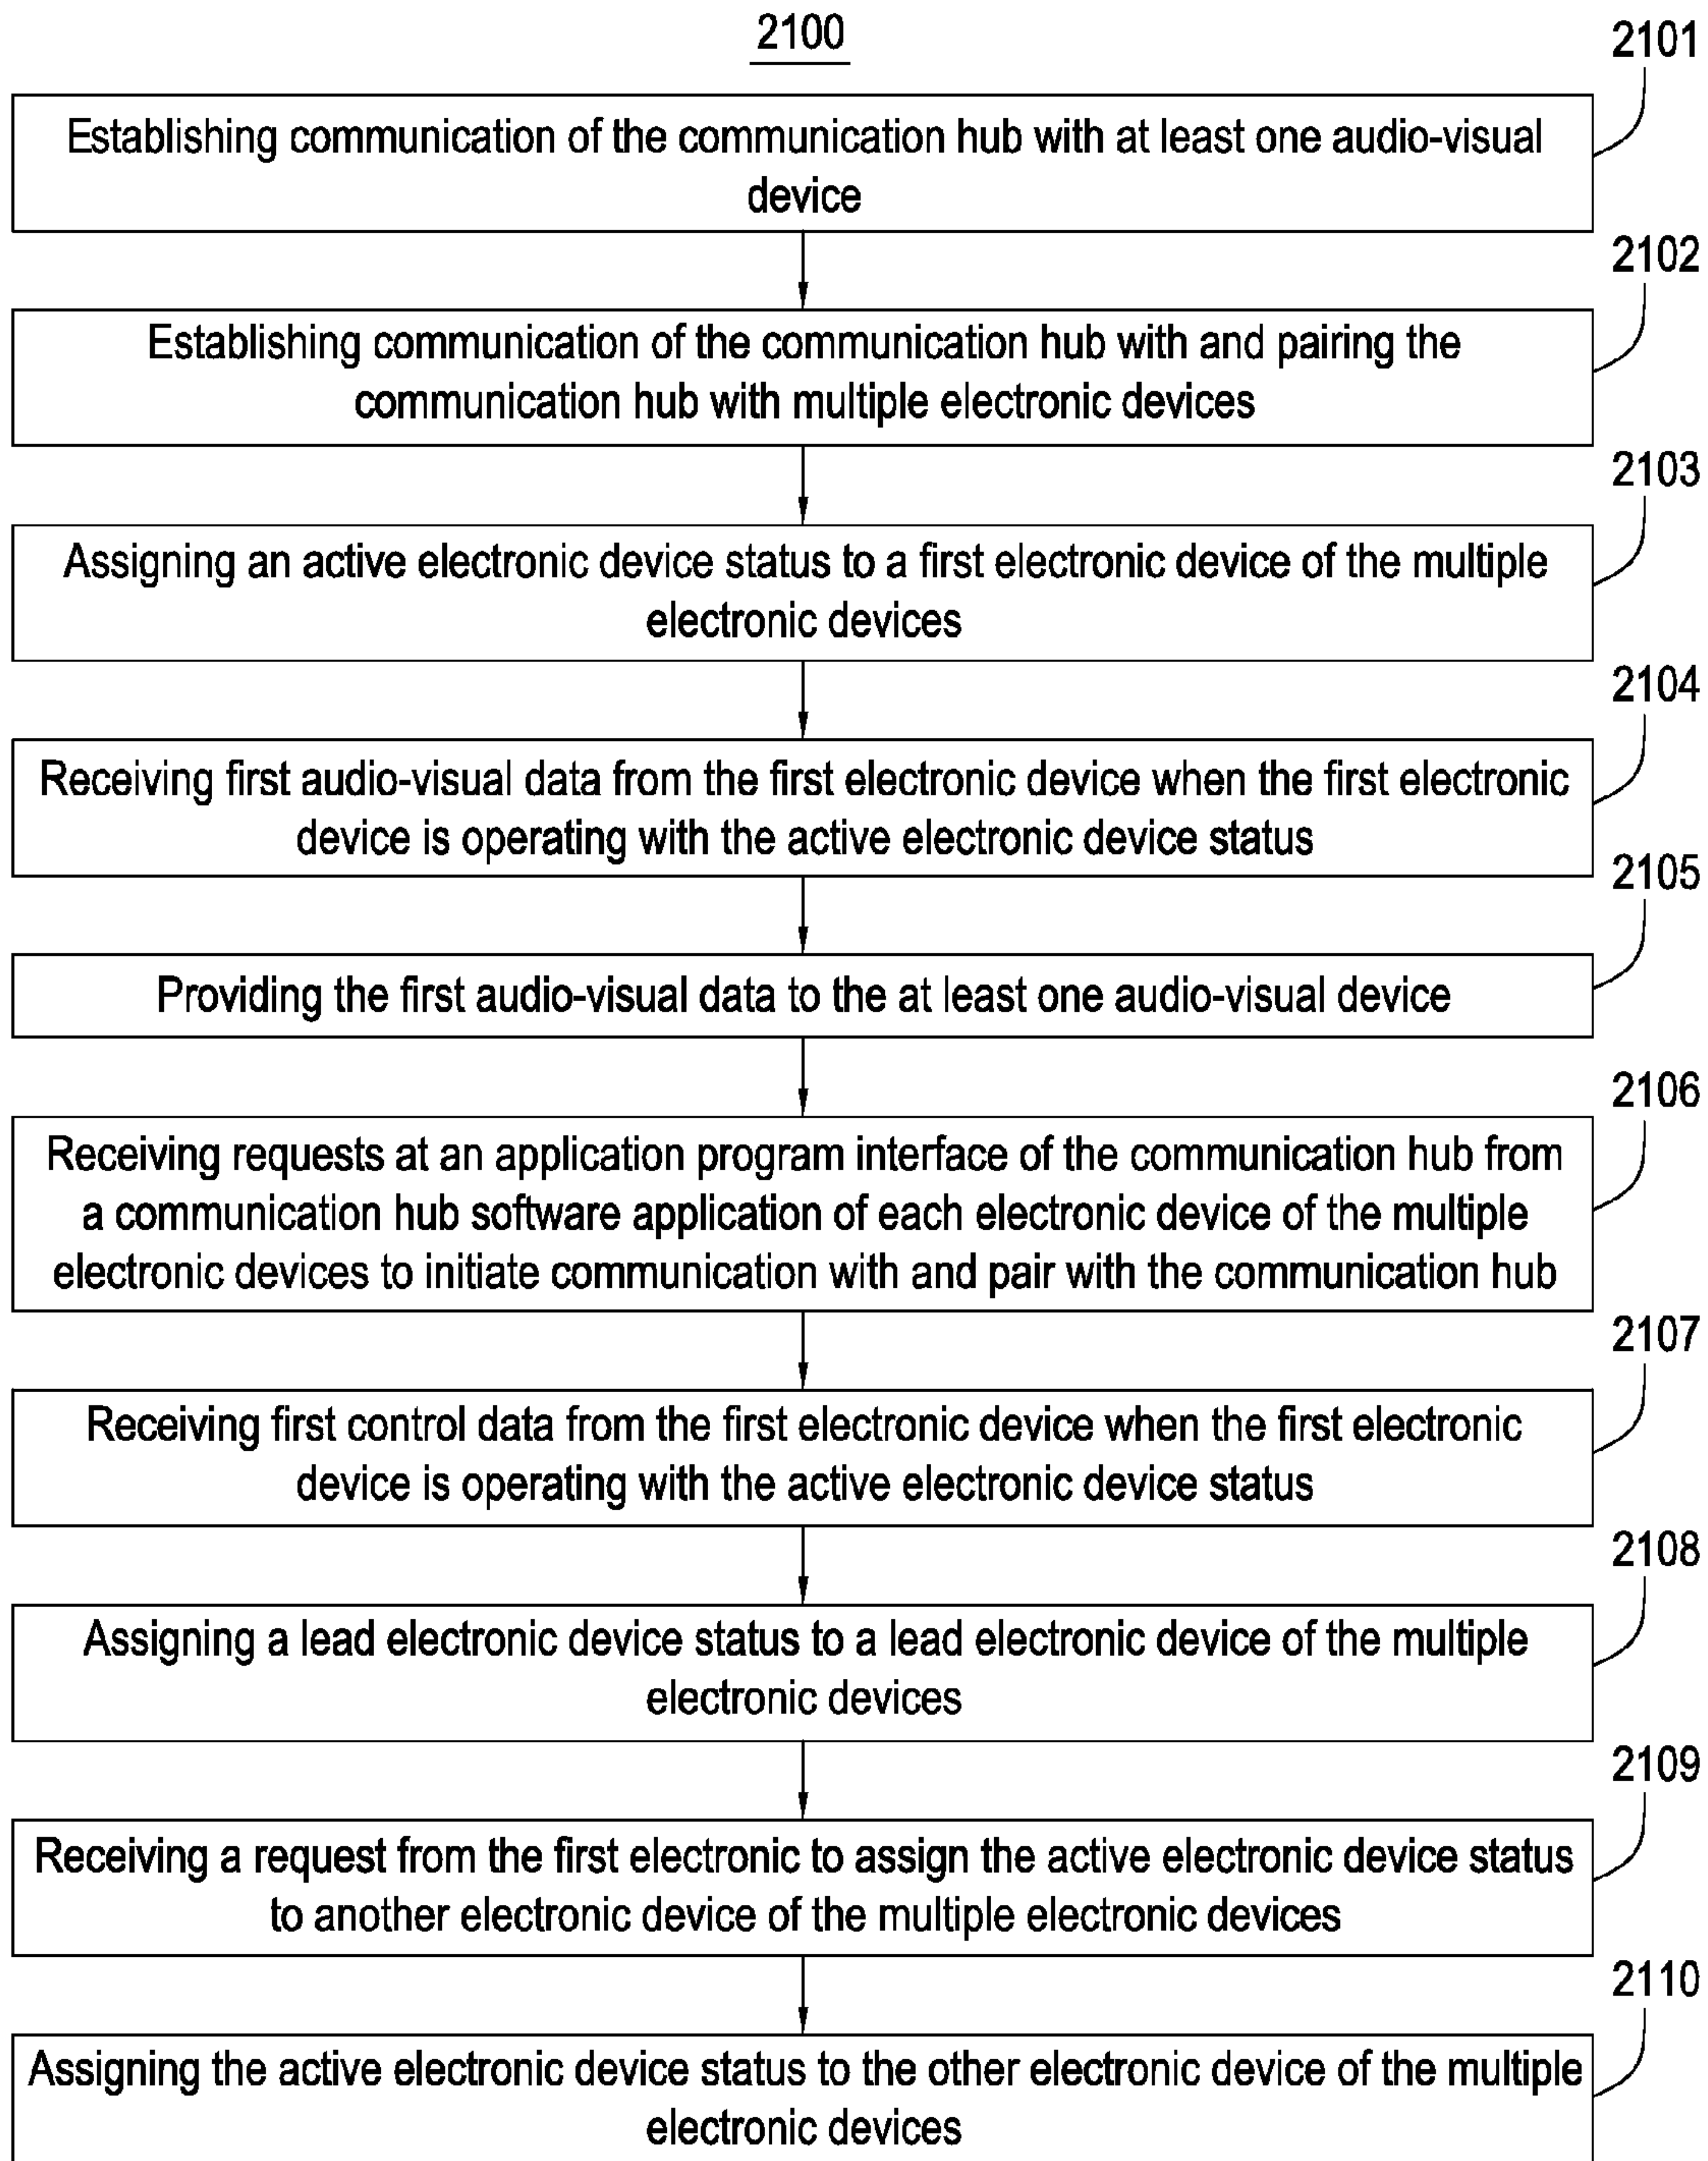 2100
2101
Establishing communication of the communication hub with at least one audio-visual
device
2102
Establishing communication of the communication hub with and pairing the
communication hub with multiple electronic devices
2103
Assigning an active electronic device status to a first electronic device of the multiple
electronic devices
2104
Receiving first audio-visual data from the first electronic device when the first electronic
device is operating with the active electronic device status
2105
Providing the first audio-visual data to the at least one audio-visual device
2106
Receiving requests at an application program interface of the communication hub from
a communication hub software application of each electronic device of the multiple
electronic devices to initiate communication with and pair with the communication hub
2107
Receiving first control data from the first electronic device when the first electronic
device is operating with the active electronic device status
2108
Assigning a lead electronic device status to a lead electronic device of the multiple
electronic devices
2109
Receiving a request from the first electronic to assign the active electronic device status
to another electronic device of the multiple electronic devices
2110
Assigning the active electronic device status to the other electronic device of the multiple
electronic devices